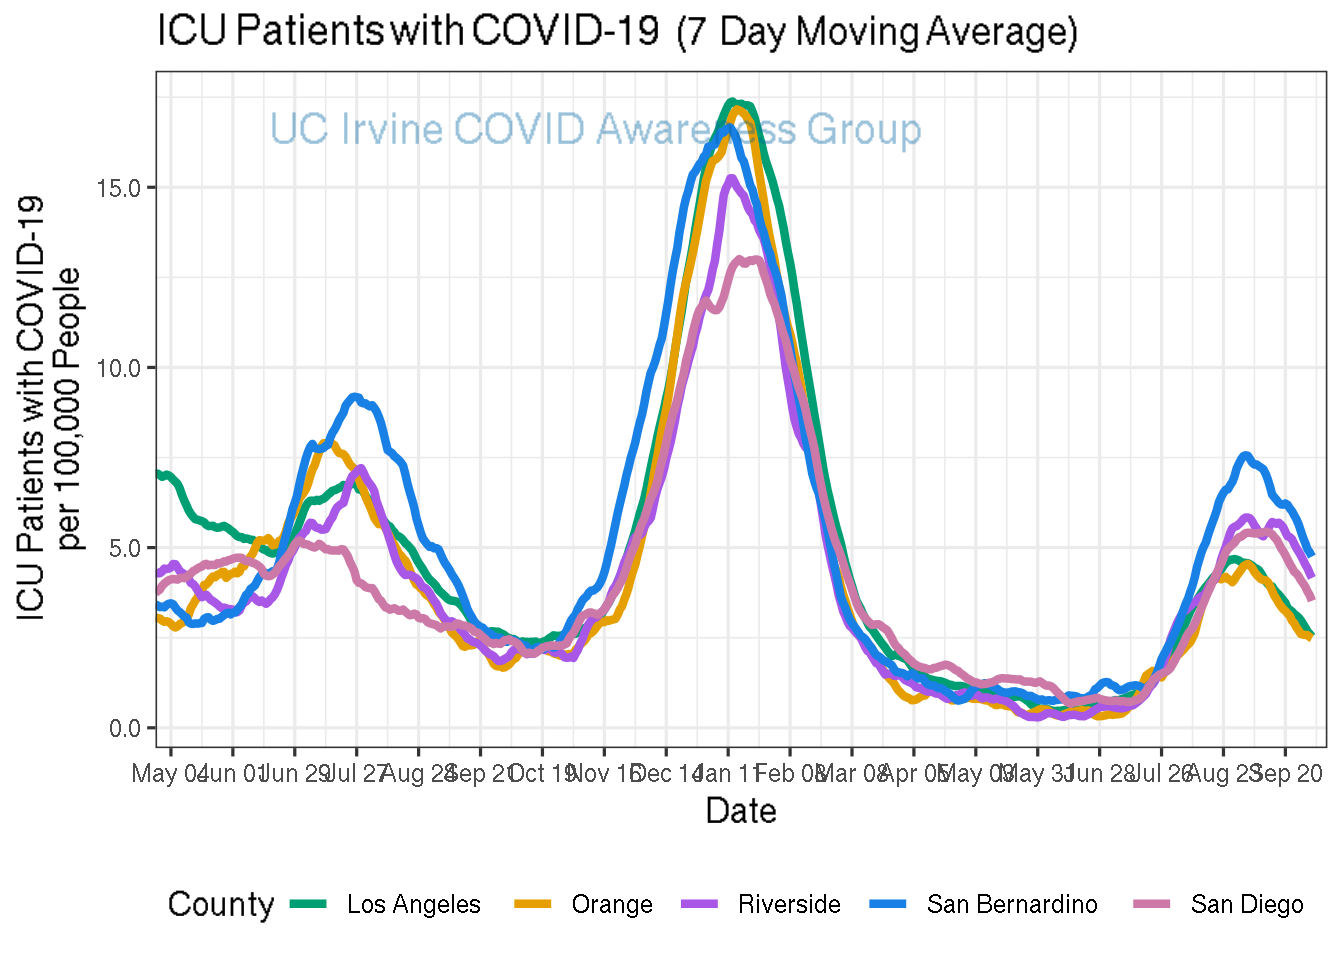 ICU Patients with COVID-19 (7 Day Moving Average)
UC Irvine COVID Awareness Group
ICU Patients with COVID-19
per 100,000 People
15.0
10.0
5.0
0.0
May 04 Jun 01 Jun 29 Jul 27 Aug 24 Sep 21 Oct 19 Nov 16 Dec 14 Jan 11 Feb 08 Mar 08 Apr 05 May 03 May 31 Jun 28 Jul 26 Aug 23 Sep 20
Date
County Los Angeles Orange Riverside San Bernardino San Diego